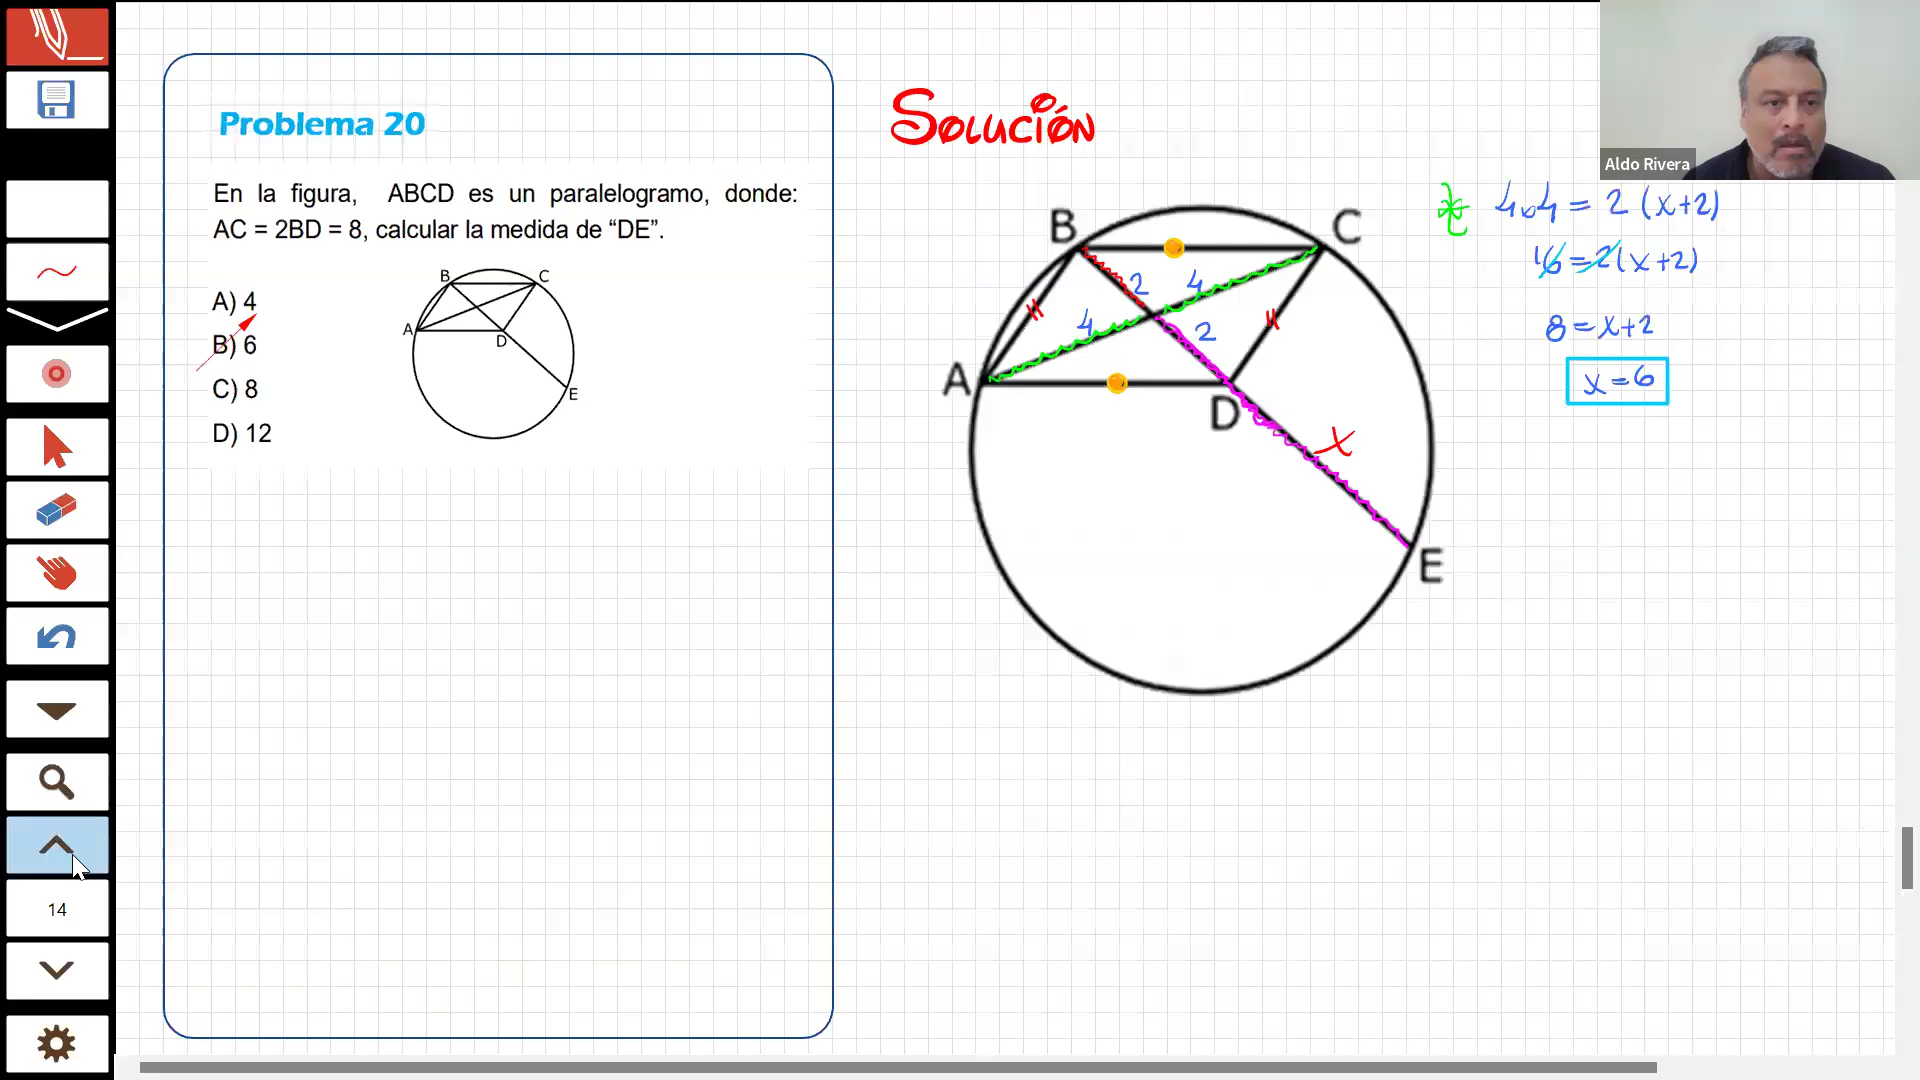 Problema 20
En la figura, ABCD es un paralelogramo, donde:
AC = 2BD = 8, calcular la medida de “DE”.
A) 4
B) 6
C) 8
D) 12
B
C
A
D
E
SOLUCIÓN
B
C
A
D
E
2
4
4
2
x
4x4 = 2 (x+2)
16 = 2 (x+2)
8 = x+2
x = 6
Aldo Rivera
14